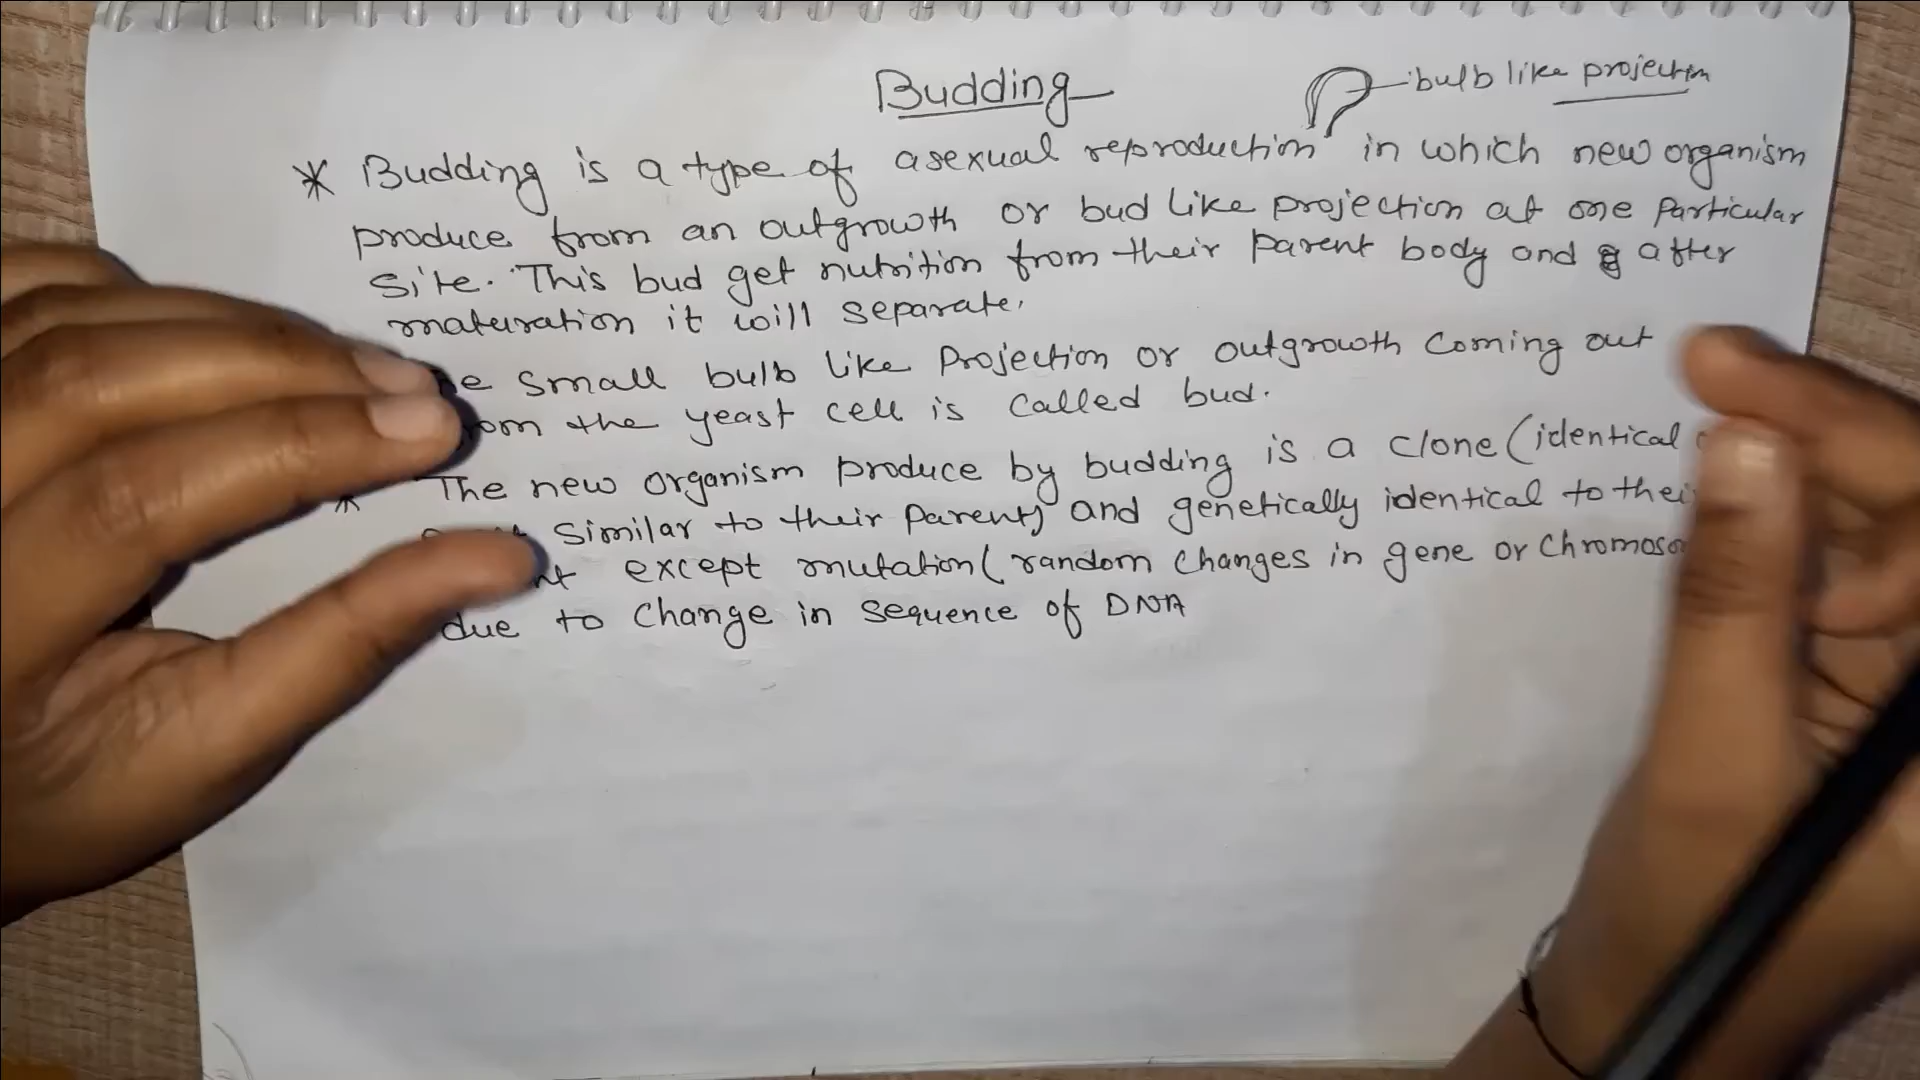 Budding
bulb like projection
* Budding is a type of asexual reproduction in which new organism
produce from an outgrowth or bud like projection at one particular
site. This bud get nutrition from their parent body and after
maturation it will separate.
small bulb like projection or outgrowth coming out
the yeast cell is called bud.
* The new organism produce by budding is a clone (identical
similar to their parent) and genetically identical to their
except mutation ( random changes in gene or
due to change in sequence of DNA